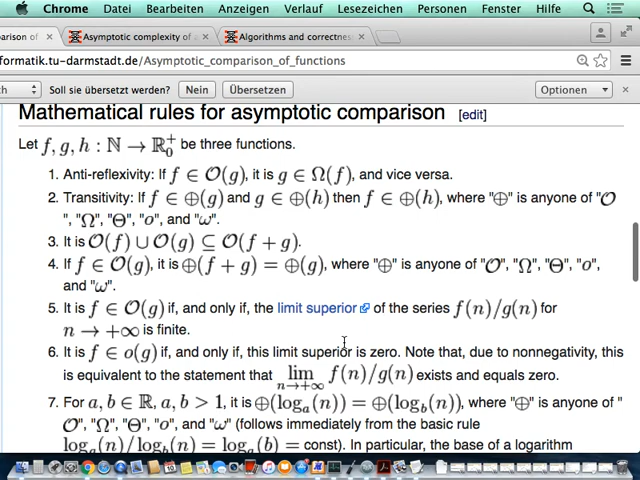 Chrome Ablage Bearbeiten Anzeigen Verlauf Lesezeichen Personen Fenster Hilfe
parison of × Asymptotic complexity of a × Algorithms and correctnes ×
formatik.tu-darmstadt.de/Asymptotic_comparison_of_functions
ch Soll sie übersetzt werden? Nein Übersetzen Optionen ×
Mathematical rules for asymptotic comparison [edit]
Let f, g, h : ℕ → ℝ₀⁺ be three functions.
1. Anti-reflexivity: If f ∈ 𝒪(g), it is g ∈ Ω(f), and vice versa.
2. Transitivity: If f ∈ ⊕(g) and g ∈ ⊕(h) then f ∈ ⊕(h), where "⊕" is anyone of "𝒪
", "Ω", "Θ", "o", and "ω".
3. It is 𝒪(f) ∪ 𝒪(g) ⊆ 𝒪(f + g).
4. If f ∈ 𝒪(g), it is ⊕(f + g) = ⊕(g), where "⊕" is anyone of "𝒪", "Ω", "Θ", "o",
and "ω".
5. It is f ∈ 𝒪(g) if, and only if, the limit superior of the series f(n)/g(n) for
n → +∞ is finite.
6. It is f ∈ o(g) if, and only if, this limit superior is zero. Note that, due to nonnegativity, this
is equivalent to the statement that lim n→+∞ f(n)/g(n) exists and equals zero.
7. For a, b ∈ ℝ, a, b > 1, it is ⊕(logₐ(n)) = ⊕(log_b(n)), where "⊕" is anyone of "
𝒪, "Ω", "Θ", "o", and "ω" (follows immediately from the basic rule
logₐ(n)/log_b(n) = logₐ(b) = const). In particular, the base of a logarithm